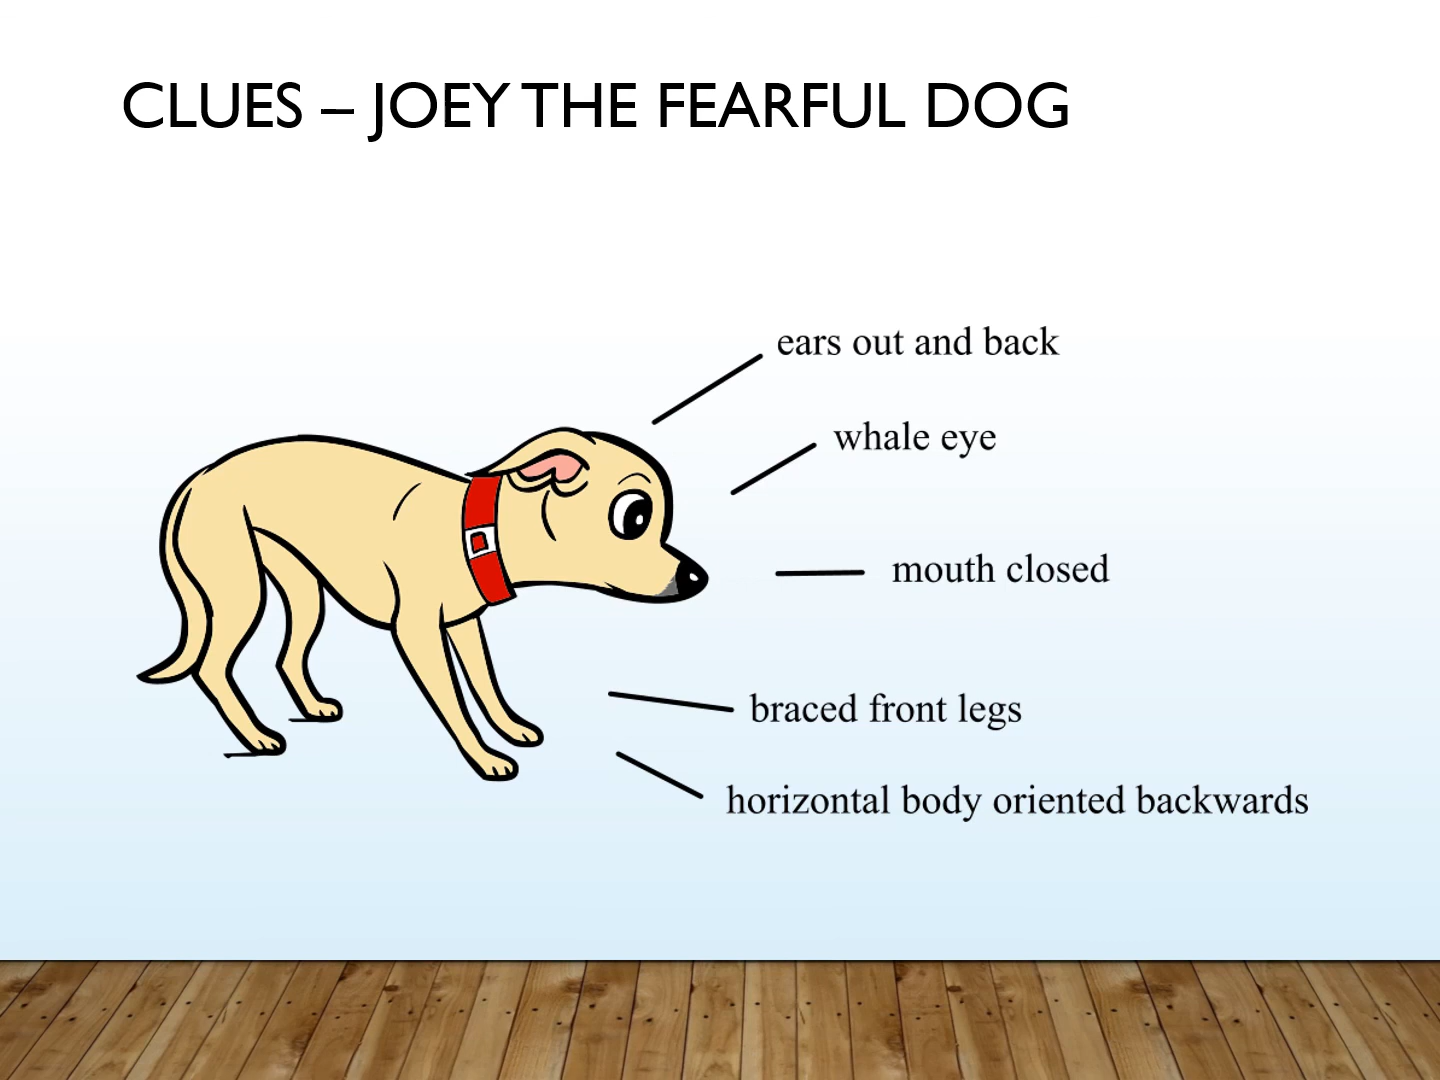 CLUES – JOEY THE FEARFUL DOG
ears out and back
whale eye
mouth closed
braced front legs
horizontal body oriented backwards